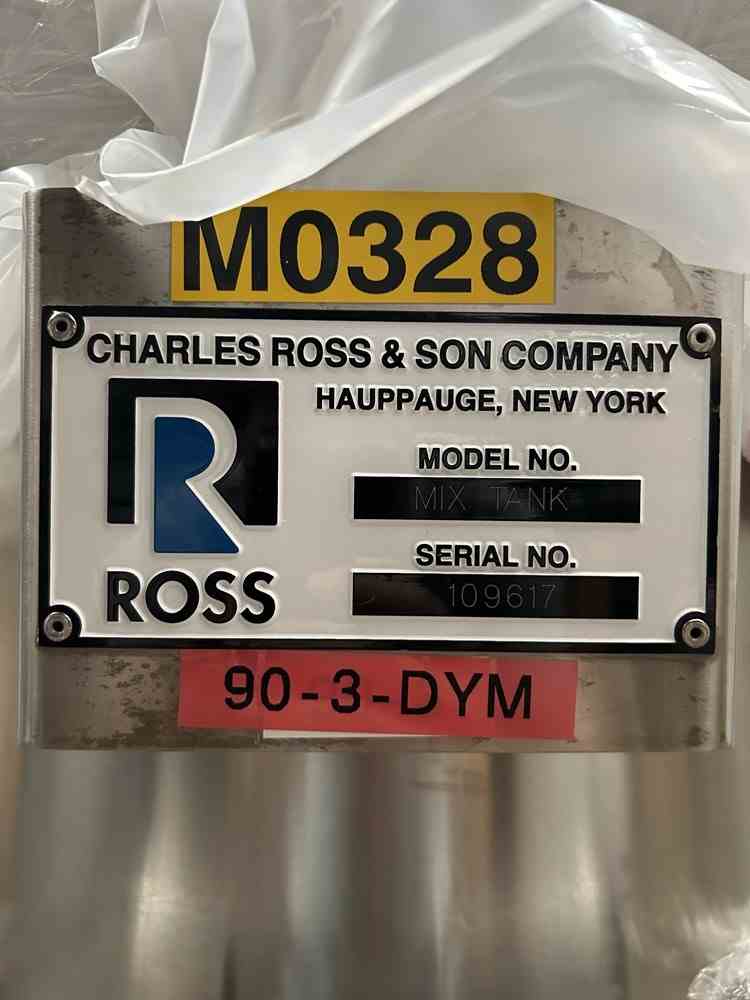 M0328
CHARLES ROSS & SON COMPANY
HAUPPAUGE, NEW YORK
MODEL NO.
MIX TANK
SERIAL NO.
109617
R
ROSS
90-3-DYM